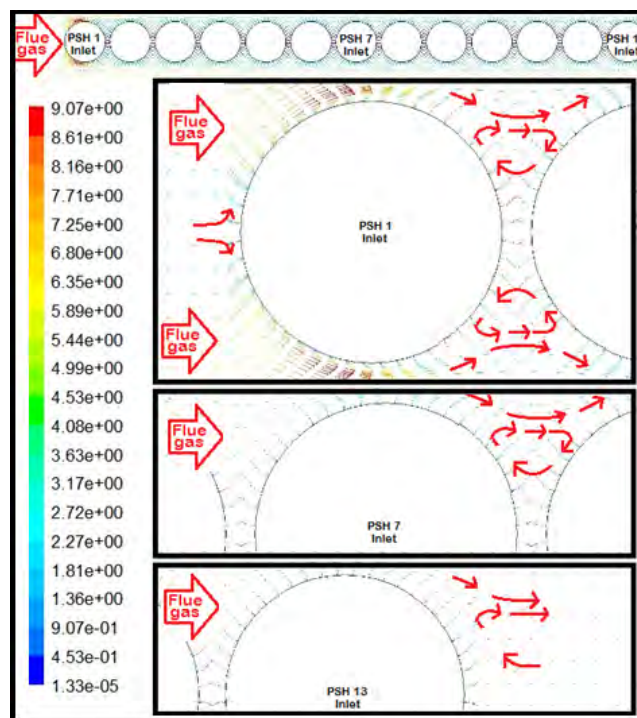 Flue
gas
PSH 1
Inlet
PSH 7
Inlet
PSH 1
Inlet
9.07e+00
8.61e+00
8.16e+00
7.71e+00
7.25e+00
6.80e+00
6.35e+00
5.89e+00
5.44e+00
4.99e+00
4.53e+00
4.08e+00
3.63e+00
3.17e+00
2.72e+00
2.27e+00
1.81e+00
1.36e+00
9.07e-01
4.53e-01
1.33e-05
Flue
gas
PSH 1
Inlet
Flue
gas
Flue
gas
PSH 7
Inlet
Flue
gas
PSH 13
Inlet